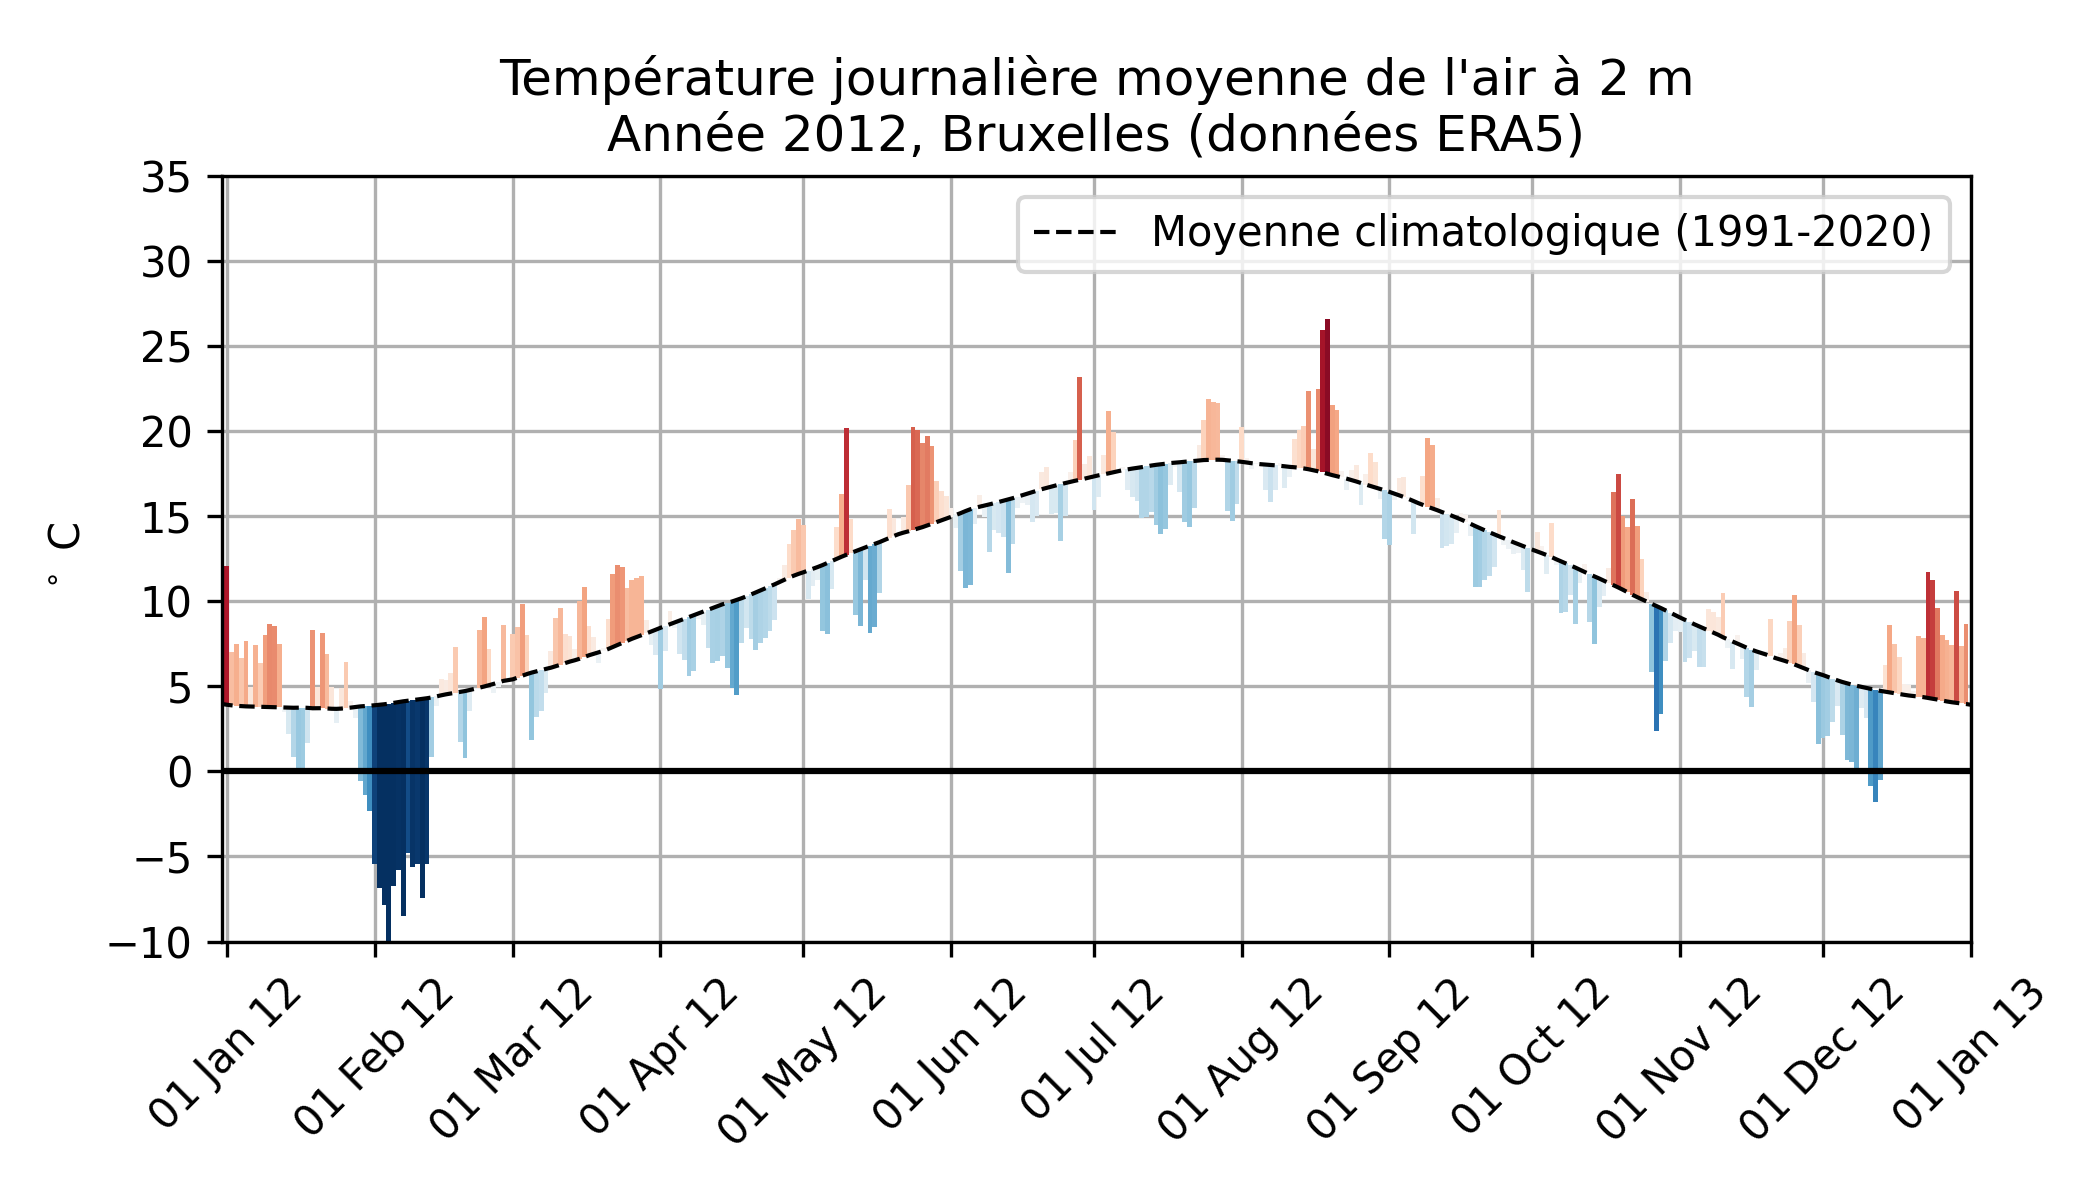 Température journalière moyenne de l'air à 2 m
Année 2012, Bruxelles (données ERA5)
Moyenne climatologique (1991-2020)
35
30
25
20
15
10
5
0
−5
−10
° C
01 Jan 12
01 Feb 12
01 Mar 12
01 Apr 12
01 May 12
01 Jun 12
01 Jul 12
01 Aug 12
01 Sep 12
01 Oct 12
01 Nov 12
01 Dec 12
01 Jan 13